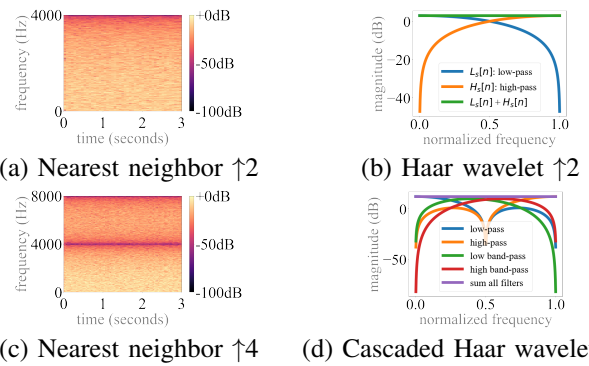 4000
0
frequency (Hz)
0
1
2
3
time (seconds)
+0dB
-50dB
-100dB
0
−20
−40
magnitude (dB)
L_s[n]: low-pass
H_s[n]: high-pass
L_s[n] + H_s[n]
0.0
0.5
1.0
normalized frequency
(a) Nearest neighbor ↑2
(b) Haar wavelet ↑2
8000
4000
0
frequency (Hz)
0
1
2
3
time (seconds)
+0dB
-50dB
-100dB
0
−50
magnitude (dB)
low-pass
high-pass
low band-pass
high band-pass
sum all filters
0.0
0.5
1.0
normalized frequency
(c) Nearest neighbor ↑4
(d) Cascaded Haar wavele